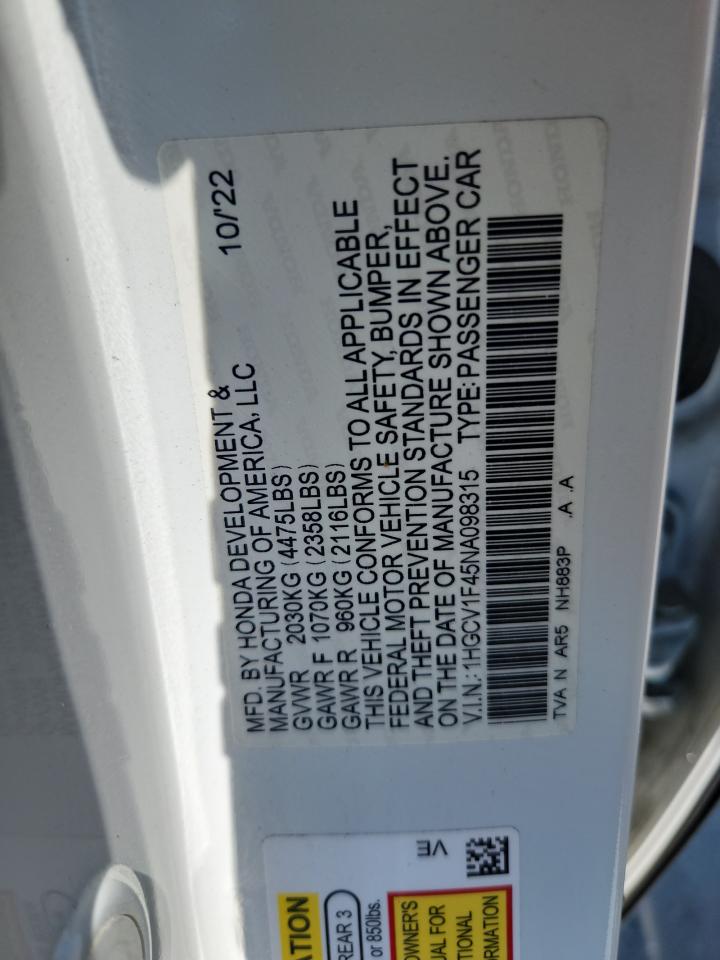 MFD. BY HONDA DEVELOPMENT & 10/'22
MANUFACTURING OF AMERICA, LLC
GVWR 2030KG (4475LBS)
GAWR F 1070KG (2358LBS)
GAWR R 960KG (2116LBS)
THIS VEHICLE CONFORMS TO ALL APPLICABLE
FEDERAL MOTOR VEHICLE SAFETY, BUMPER,
AND THEFT PREVENTION STANDARDS IN EFFECT
ON THE DATE OF MANUFACTURE SHOWN ABOVE.
V.I.N.: 1HGCV1F45NA098315 TYPE: PASSENGER CAR
TVA N AR5 NH883P .A .A
ATION
REAR 3
or 850lbs.
OWNER'S
UAL FOR
TIONAL
ORMATION